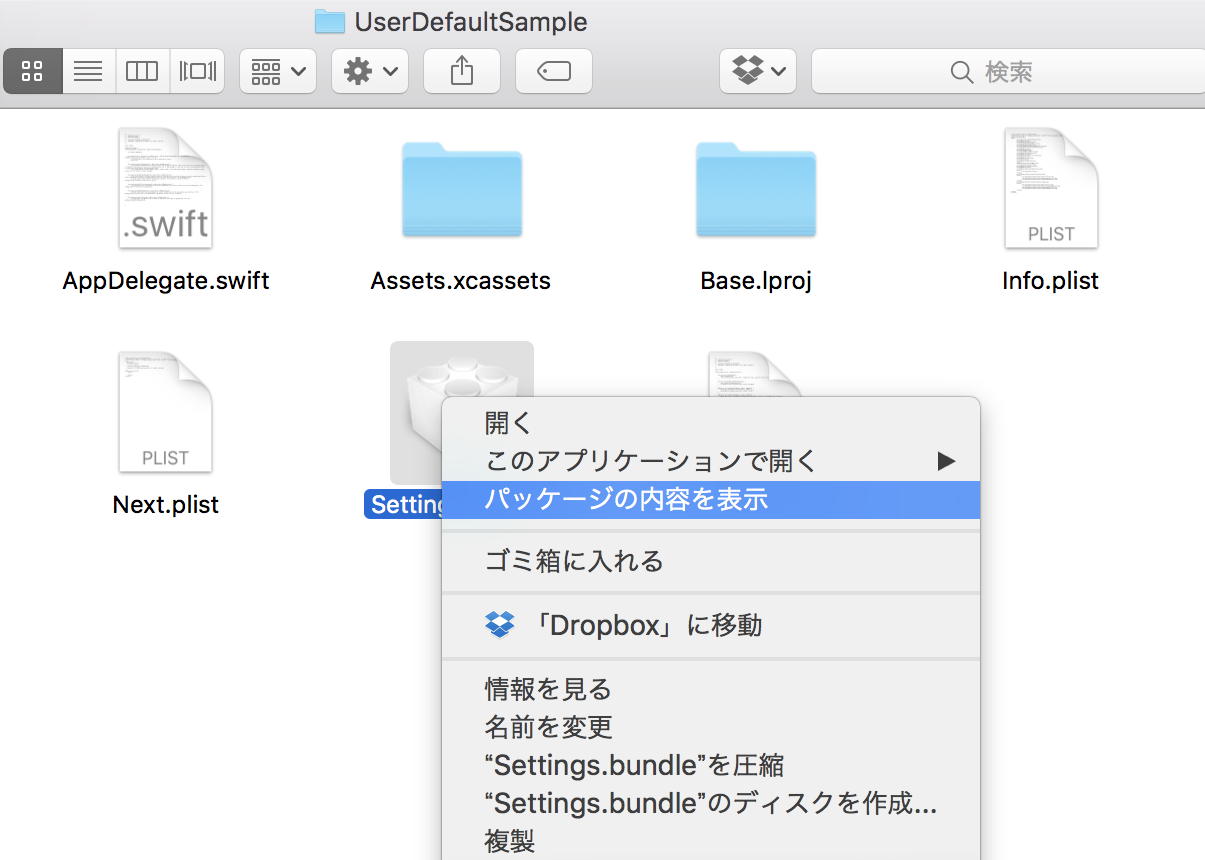 UserDefaultSample
検索
.swift
PLIST
AppDelegate.swift
Assets.xcassets
Base.lproj
Info.plist
PLIST
Next.plist
Setting
開く
このアプリケーションで開く
パッケージの内容を表示
ゴミ箱に入れる
「Dropbox」に移動
情報を見る
名前を変更
“Settings.bundle”を圧縮
“Settings.bundle”のディスクを作成...
複製